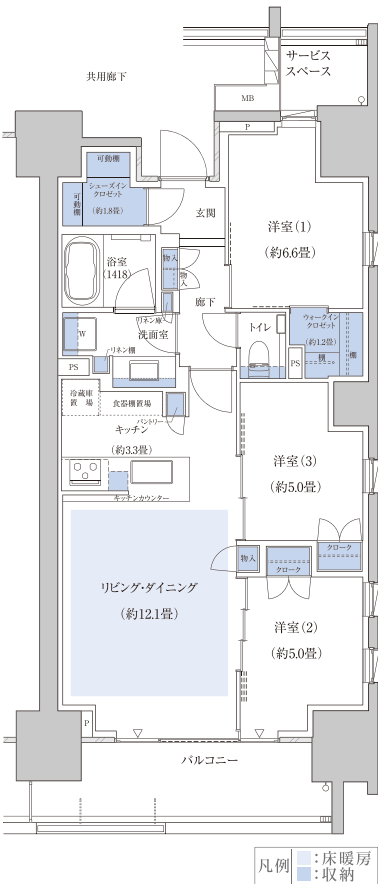 サービス
スペース
共用廊下
MB
P
可動棚
シューズイン
クロゼット
(約1.8畳)
可動棚
玄関
洋室(1)
(約6.6畳)
浴室
(1418)
物入
物入
廊下
リネン庫
洗面室
トイレ
ウォークイン
クロゼット
(約1.2畳)
棚
棚
W
リネン棚
PS
PS
冷蔵庫
置場
食器棚置場
パントリー
キッチン
(約3.3畳)
洋室(3)
(約5.0畳)
キッチンカウンター
クローク
物入
クローク
リビング・ダイニング
(約12.1畳)
洋室(2)
(約5.0畳)
P
バルコニー
凡例
:床暖房
:収納